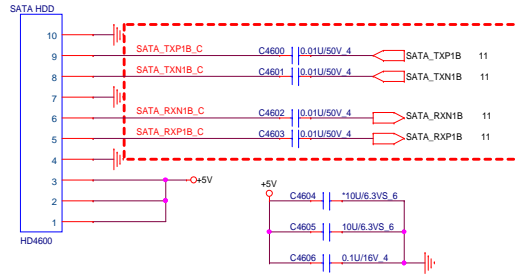 SATA HDD
10
9 SATA_TXP1B_C C4600 0.01U/50V_4 SATA_TXP1B 11
8 SATA_TXN1B_C C4601 0.01U/50V_4 SATA_TXN1B 11
7
6 SATA_RXN1B_C C4602 0.01U/50V_4 SATA_RXN1B 11
5 SATA_RXP1B_C C4603 0.01U/50V_4 SATA_RXP1B 11
4
3 +5V
+5V
2 C4604 *10U/6.3VS_6
1 C4605 10U/6.3VS_6
HD4600
C4606 0.1U/16V_4